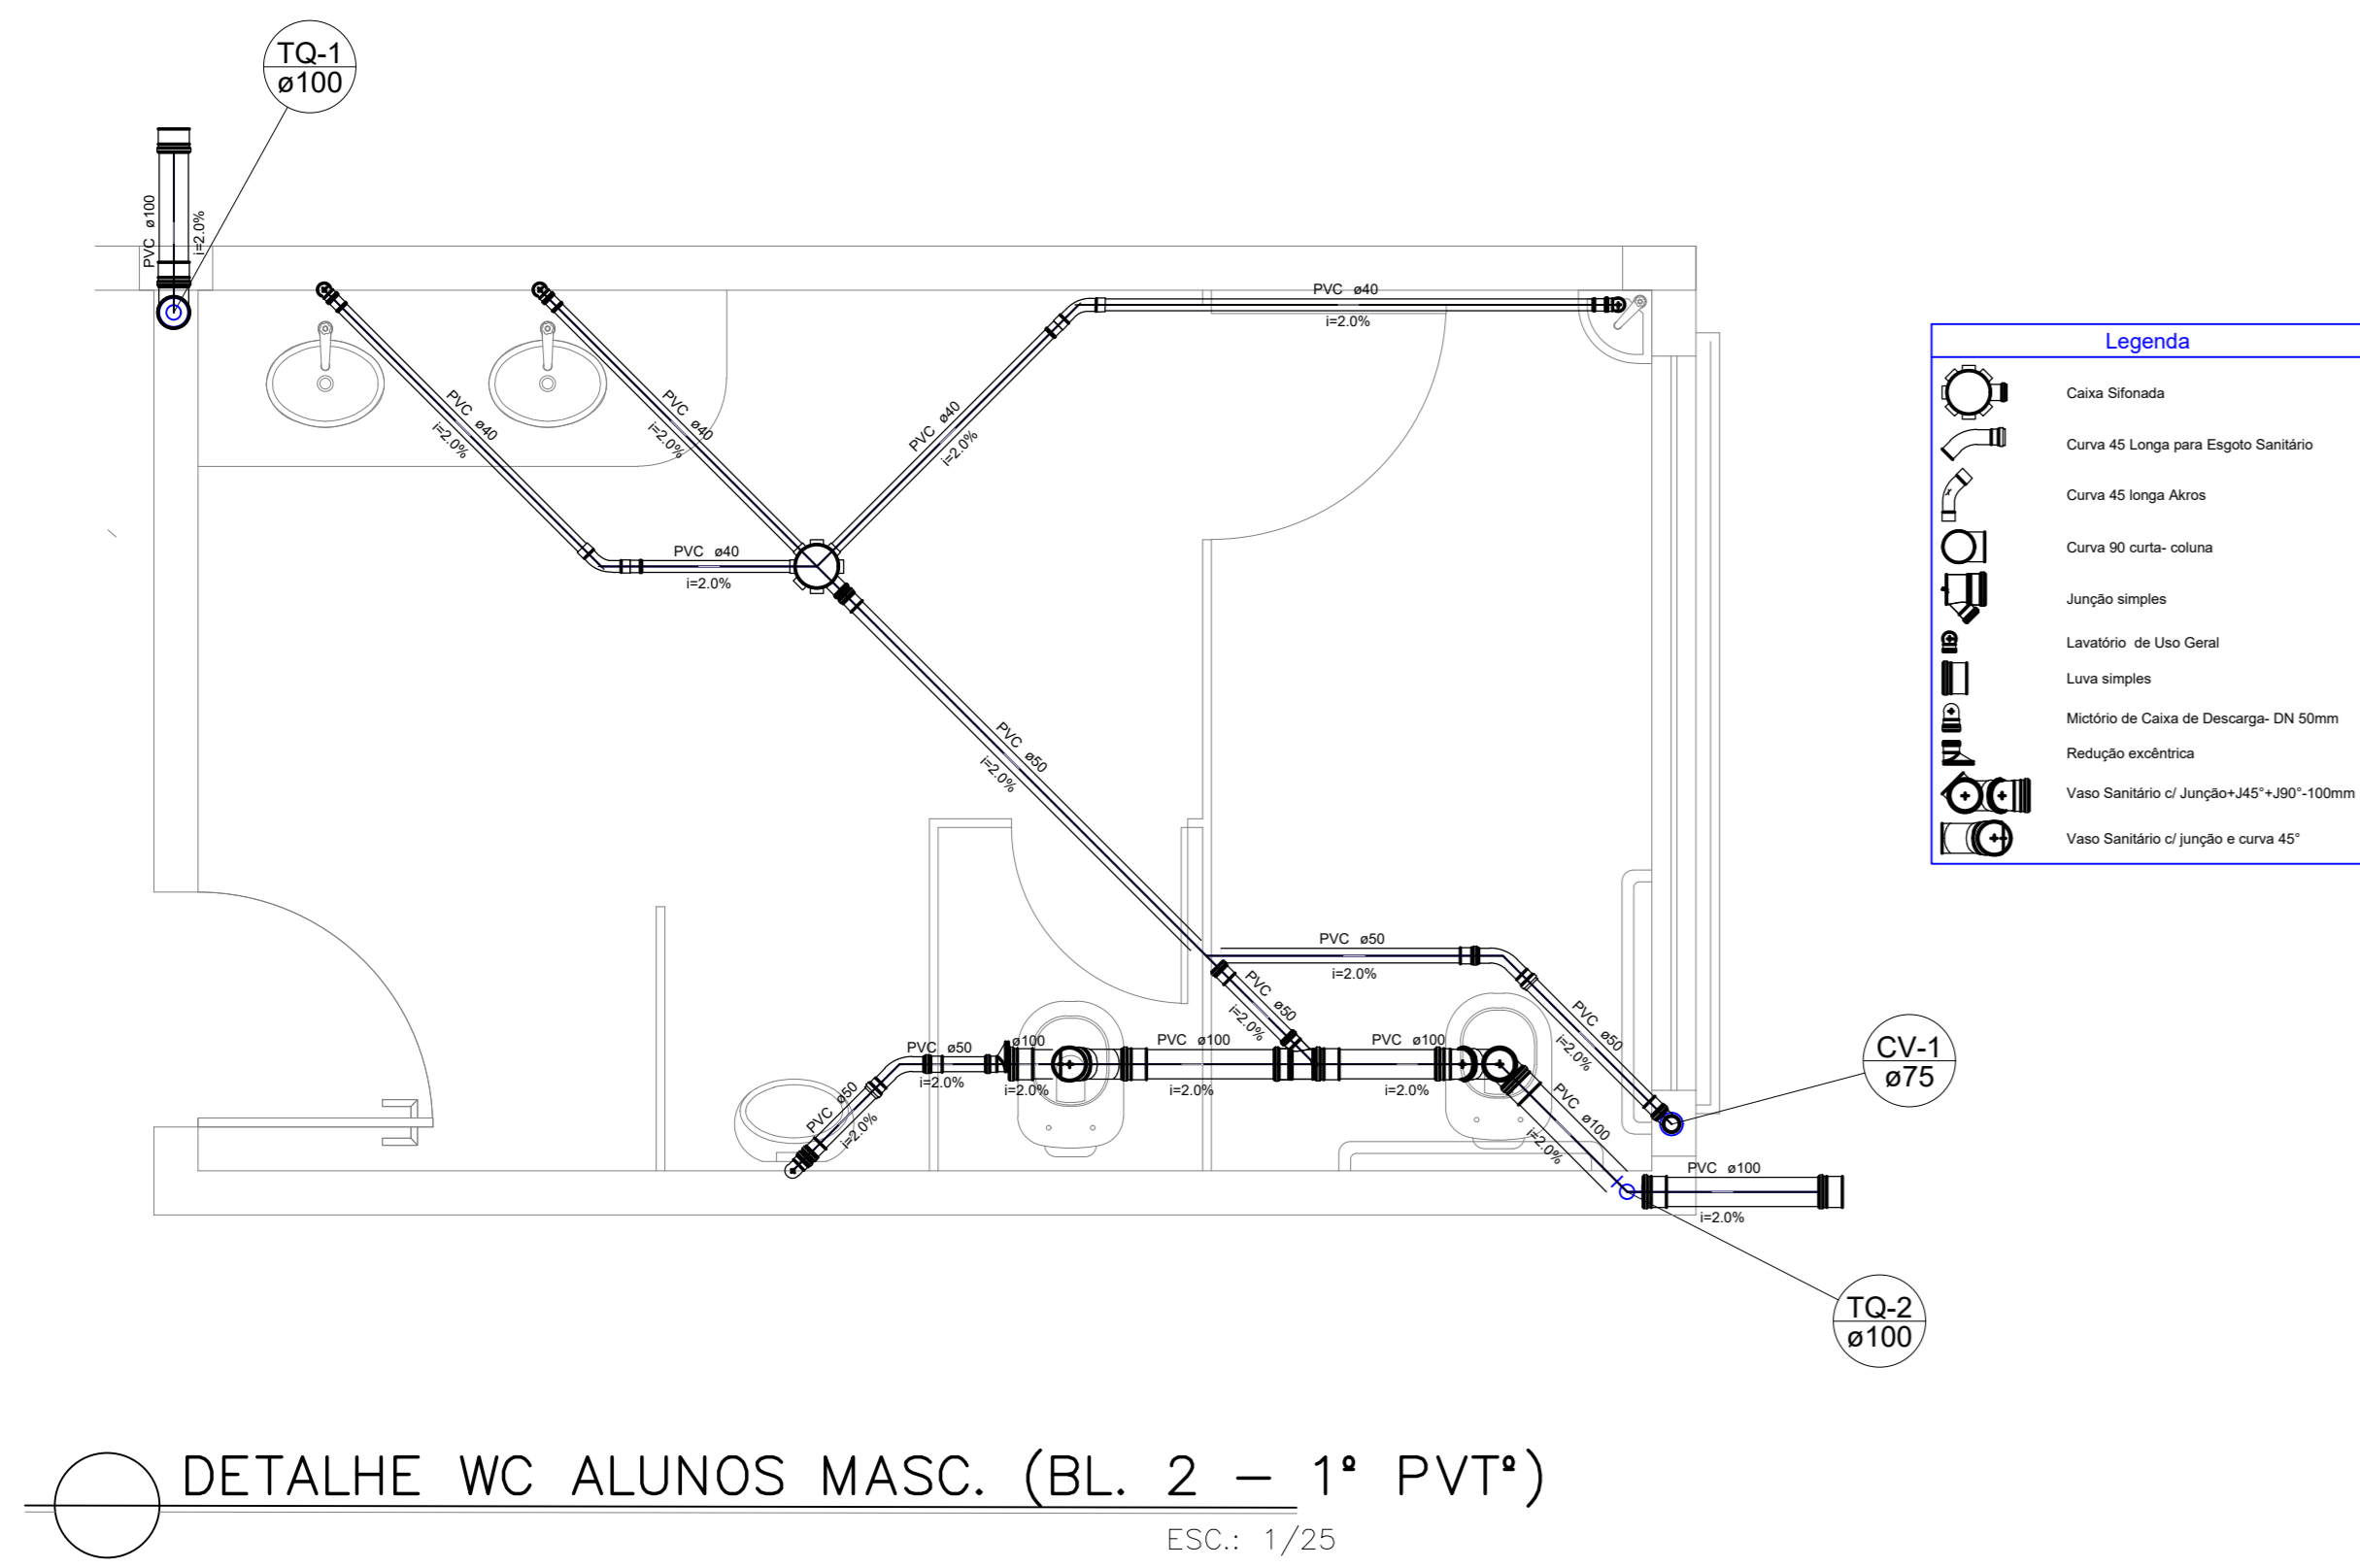 TQ-1
ø100
PVC ø100
i=2.0%
PVC ø40
i=2.0%
PVC ø40
i=2.0%
PVC ø40
i=2.0%
PVC ø40
i=2.0%
PVC ø40
i=2.0%
PVC ø50
i=2.0%
PVC ø50
i=2.0%
PVC ø50
i=2.0%
PVC ø50
i=2.0%
PVC ø50
i=2.0%
PVC ø50
i=2.0%
ø100
i=2.0%
PVC ø100
i=2.0%
PVC ø100
i=2.0%
PVC ø100
i=2.0%
PVC ø100
i=2.0%
CV-1
ø75
TQ-2
ø100
Legenda
Caixa Sifonada
Curva 45 Longa para Esgoto Sanitário
Curva 45 longa Akros
Curva 90 curta- coluna
Junção simples
Lavatório de Uso Geral
Luva simples
Mictório de Caixa de Descarga- DN 50mm
Redução excêntrica
Vaso Sanitário c/ Junção+J45°+J90°-100mm
Vaso Sanitário c/ junção e curva 45°
DETALHE WC ALUNOS MASC. (BL. 2 – 1º PVTº)
ESC.: 1/25